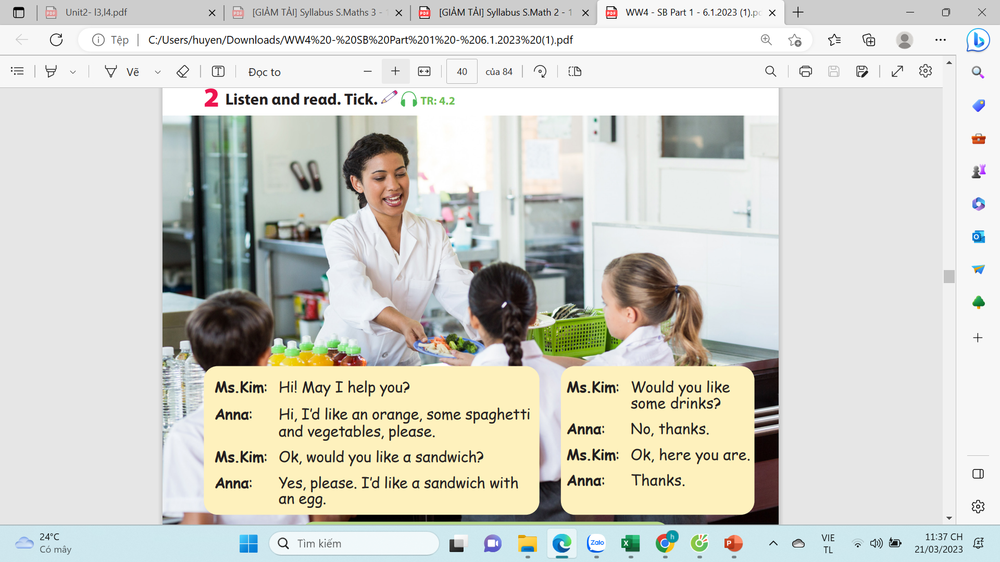 Unit2- l3,l4.pdf
[GIẢM TẢI] Syllabus S.Maths 3 - 1
[GIẢM TẢI] Syllabus S.Math 2 - 1
WW4 - SB Part 1 - 6.1.2023 (1).pd
Tệp
C:/Users/huyen/Downloads/WW4%20-%20SB%20Part%201%20-%206.1.2023%20(1).pdf
Vẽ
Đọc to
40
của 84
2 Listen and read. Tick. TR: 4.2
Ms.Kim: Hi! May I help you?
Anna: Hi, I'd like an orange, some spaghetti
and vegetables, please.
Ms.Kim: Ok, would you like a sandwich?
Anna: Yes, please. I'd like a sandwich with
an egg.
Ms.Kim: Would you like
some drinks?
Anna: No, thanks.
Ms.Kim: Ok, here you are.
Anna: Thanks.
24°C
Có mây
Tìm kiếm
Zalo
h
VIE
TL
11:37 CH
21/03/2023